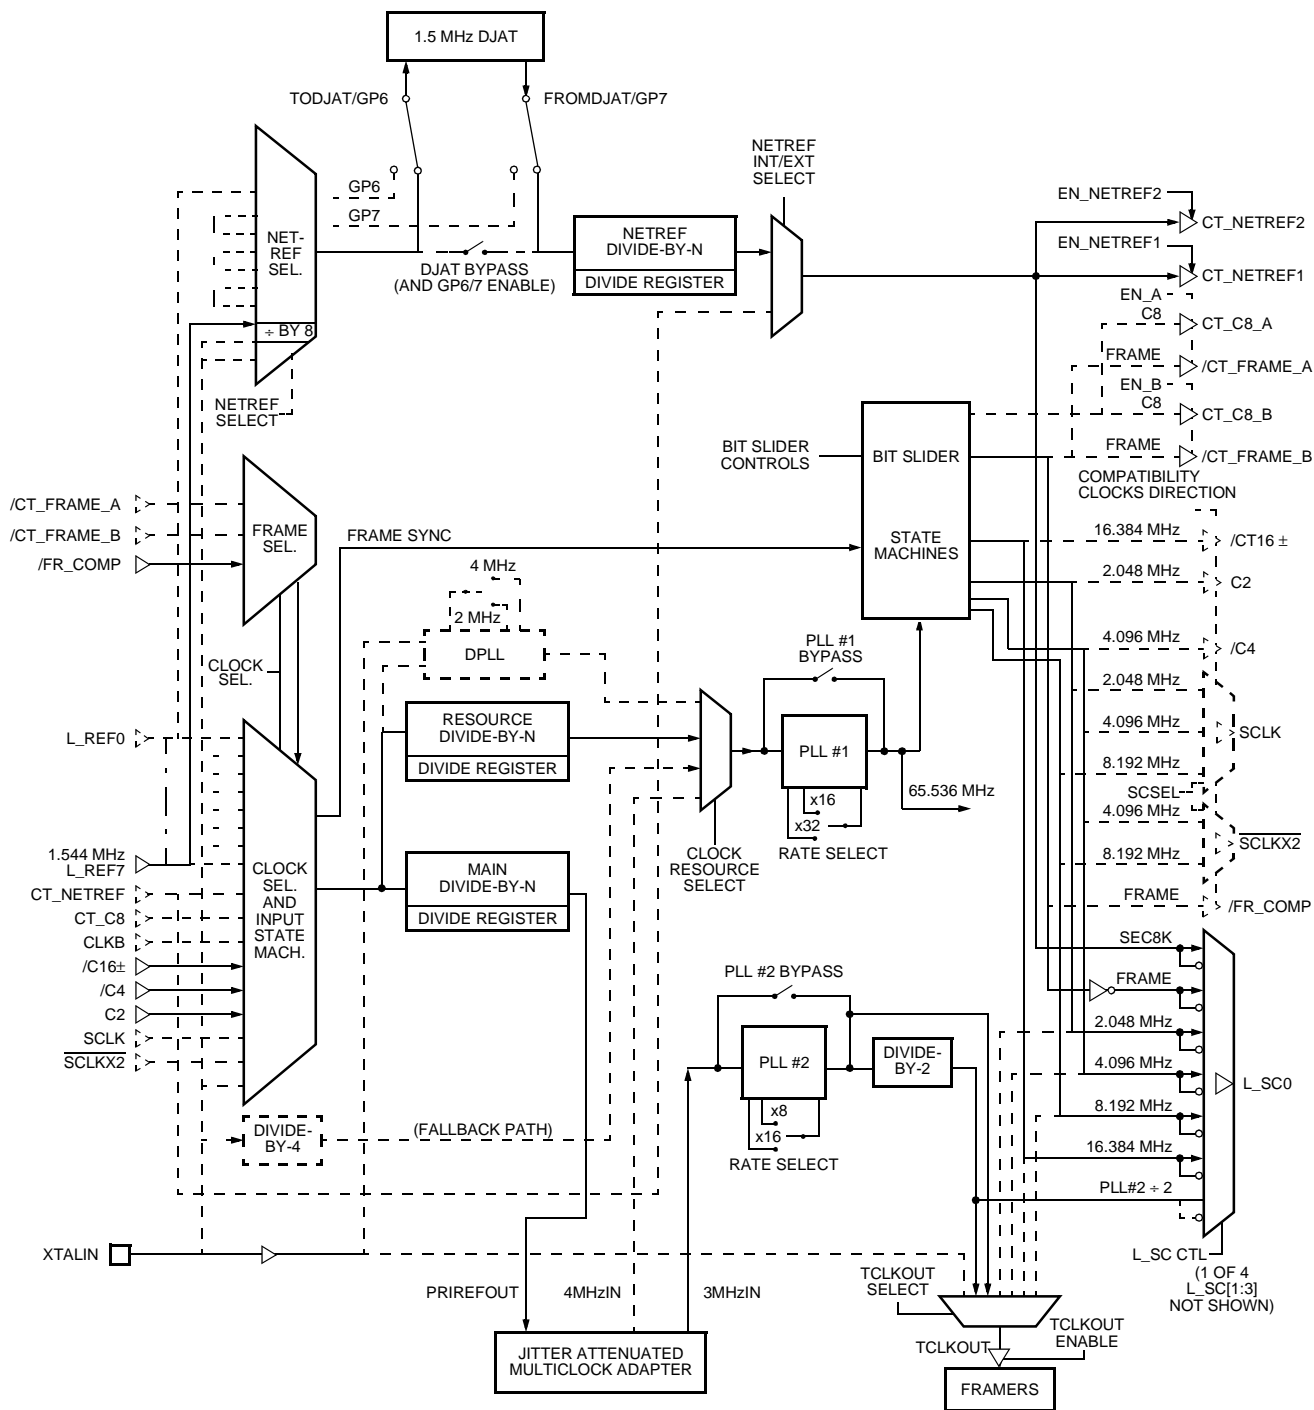 1.5 MHz DJAT
TODJAT/GP6
FROMDJAT/GP7
NETREF
INT/EXT
SELECT
GP6
GP7
NET-
REF
SEL.
÷ BY 8
DJAT BYPASS
(AND GP6/7 ENABLE)
NETREF
DIVIDE-BY-N
DIVIDE REGISTER
NETREF
SELECT
EN_NETREF2
CT_NETREF2
EN_NETREF1
CT_NETREF1
EN_A
C8
CT_C8_A
FRAME
/CT_FRAME_A
EN_B
C8
CT_C8_B
FRAME
/CT_FRAME_B
COMPATIBILITY
CLOCKS DIRECTION
BIT SLIDER
CONTROLS
BIT SLIDER
STATE
MACHINES
/CT_FRAME_A
/CT_FRAME_B
/FR_COMP
FRAME
SEL.
FRAME SYNC
16.384 MHz
/CT16 ±
2.048 MHz
C2
4.096 MHz
/C4
2.048 MHz
4.096 MHz
SCLK
8.192 MHz
SCSEL
4.096 MHz
SCLKX2
8.192 MHz
FRAME
/FR_COMP
4 MHz
2 MHz
DPLL
CLOCK
SEL.
PLL #1
BYPASS
RESOURCE
DIVIDE-BY-N
DIVIDE REGISTER
PLL #1
65.536 MHz
x16
x32
RATE SELECT
CLOCK
RESOURCE
SELECT
MAIN
DIVIDE-BY-N
DIVIDE REGISTER
L_REF0
1.544 MHz
L_REF7
CT_NETREF
CT_C8
CLKB
/C16±
/C4
C2
SCLK
SCLKX2
CLOCK
SEL.
AND
INPUT
STATE
MACH.
DIVIDE-
BY-4
(FALLBACK PATH)
PLL #2 BYPASS
PLL #2
DIVIDE-
BY-2
x8
x16
RATE SELECT
SEC8K
FRAME
2.048 MHz
4.096 MHz
8.192 MHz
16.384 MHz
PLL#2 ÷ 2
L_SC0
L_SC CTL
(1 OF 4
L_SC[1:3]
NOT SHOWN)
XTALIN
PRIREFOUT
4MHzIN
3MHzIN
JITTER ATTENUATED
MULTICLOCK ADAPTER
TCLKOUT
SELECT
TCLKOUT
TCLKOUT
ENABLE
FRAMERS